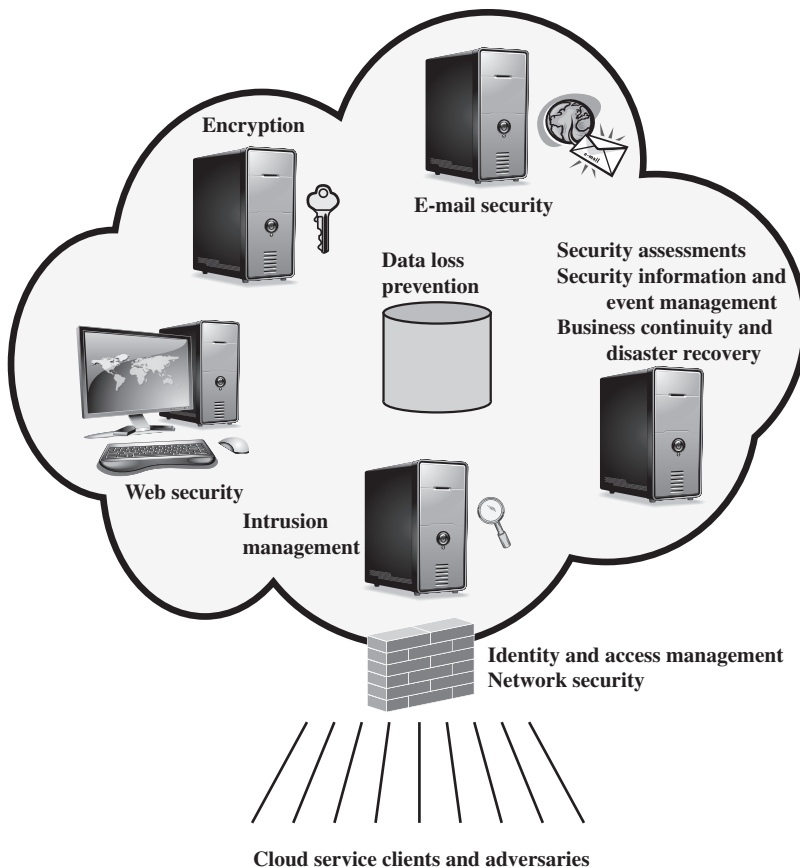 Encryption
e-mail
E-mail security
Data loss
prevention
Security assessments
Security information and
event management
Business continuity and
disaster recovery
Web security
Intrusion
management
Identity and access management
Network security
Cloud service clients and adversaries